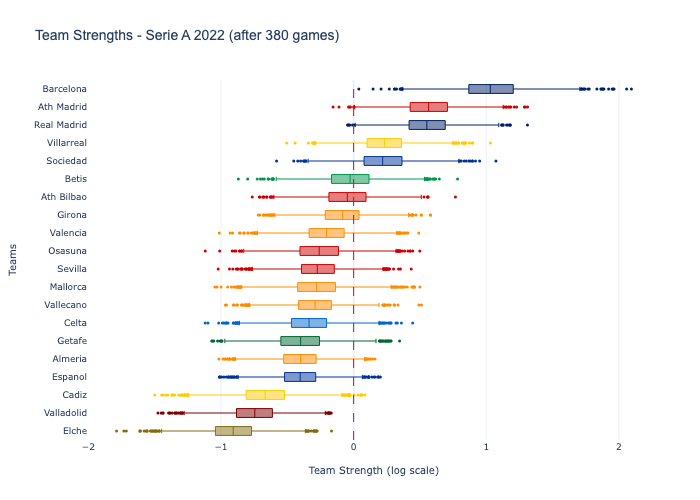 Team Strengths - Serie A 2022 (after 380 games)
Barcelona
Ath Madrid
Real Madrid
Villarreal
Sociedad
Betis
Ath Bilbao
Girona
Valencia
Osasuna
Sevilla
Mallorca
Vallecano
Celta
Getafe
Almeria
Espanol
Cadiz
Valladolid
Elche
Teams
−2 −1 0 1 2
Team Strength (log scale)